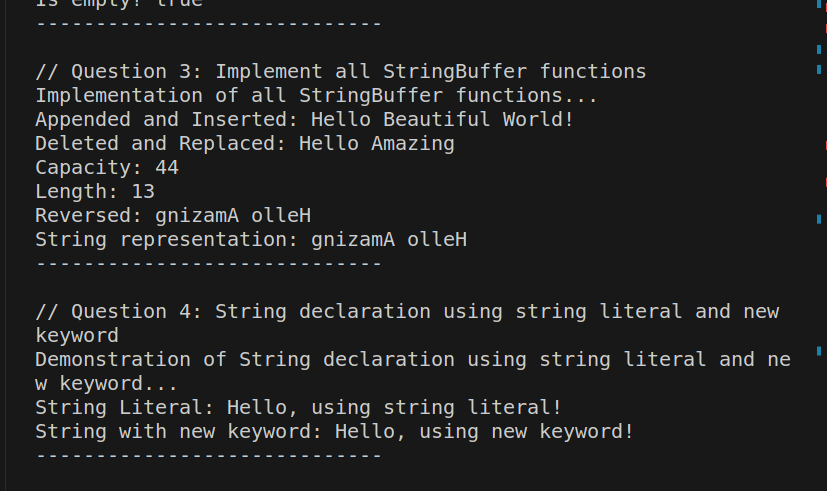 Is empty? true
-----------------------------
// Question 3: Implement all StringBuffer functions
Implementation of all StringBuffer functions...
Appended and Inserted: Hello Beautiful World!
Deleted and Replaced: Hello Amazing
Capacity: 44
Length: 13
Reversed: gnizamA olleH
String representation: gnizamA olleH
-----------------------------
// Question 4: String declaration using string literal and new
keyword
Demonstration of String declaration using string literal and ne
w keyword...
String Literal: Hello, using string literal!
String with new keyword: Hello, using new keyword!
-----------------------------